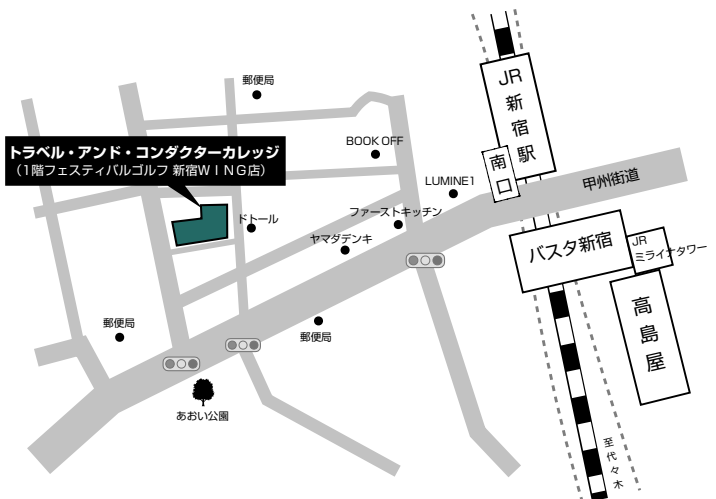 郵便局
トラベル・アンド・コンダクターカレッジ
（1階フェスティバルゴルフ 新宿ＷＩＮＧ店）
BOOK OFF
LUMINE1
JR新宿駅
南口
甲州街道
ドトール
ファーストキッチン
ヤマダデンキ
バスタ新宿
JR
ミライナタワー
高島屋
郵便局
郵便局
あおい公園
至代々木